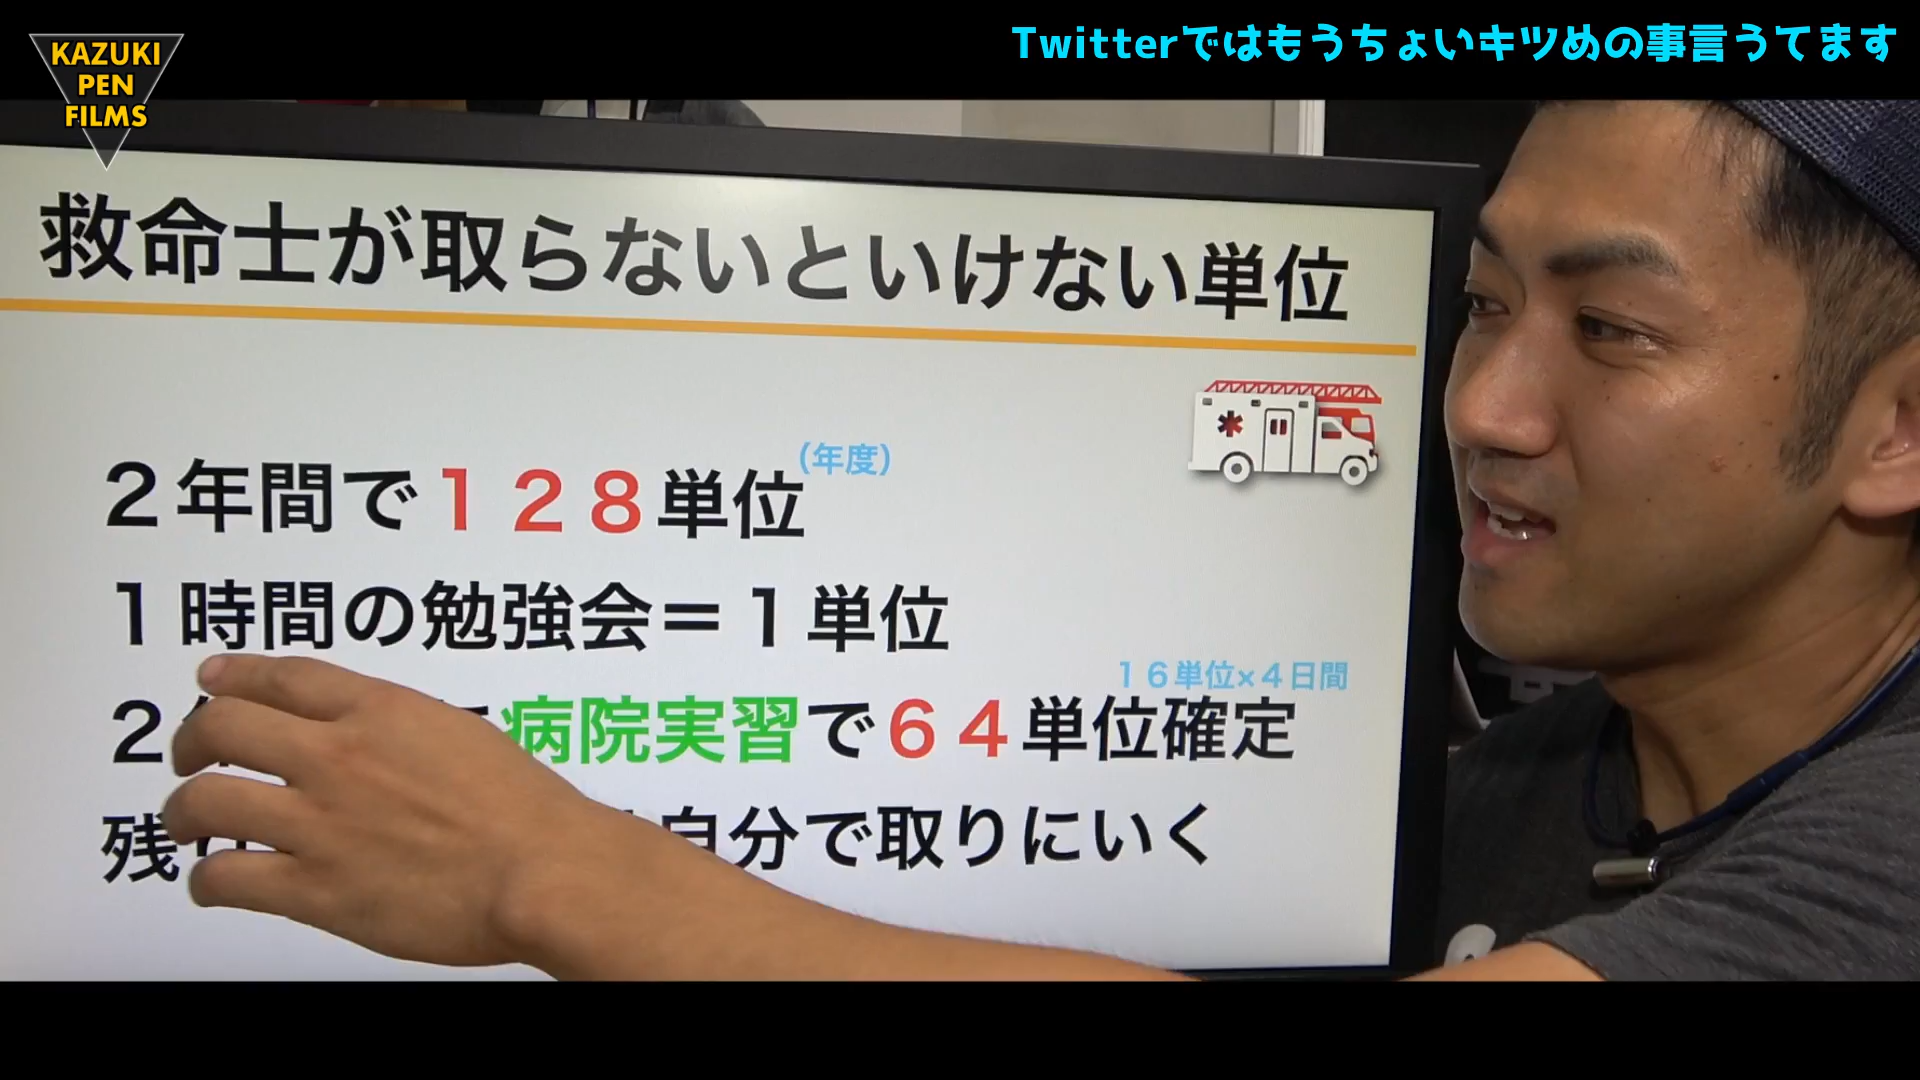 KAZUKI
PEN
FILMS
Twitterではもうちょいキツめの事言うてます
救命士が取らないといけない単位
(年度)
２年間で１２８単位
１時間の勉強会＝１単位
１６単位×４日間
２年 病院実習で６４単位確定
残り 自分で取りにいく